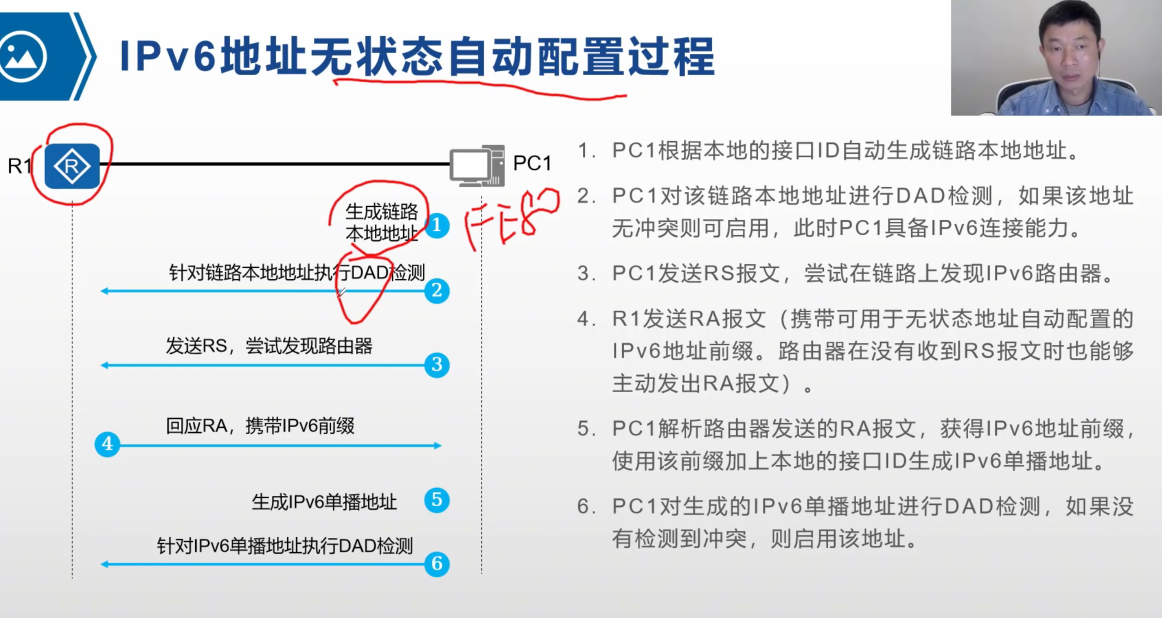 IPv6地址无状态自动配置过程
R1
R
PC1
生成链路
本地地址
1
FE80
针对链路本地地址执行DAD检测
2
发送RS，尝试发现路由器
3
回应RA，携带IPv6前缀
4
生成IPv6单播地址
5
针对IPv6单播地址执行DAD检测
6
1. PC1根据本地的接口ID自动生成链路本地地址。
2. PC1对该链路本地地址进行DAD检测，如果该地址
无冲突则可启用，此时PC1具备IPv6连接能力。
3. PC1发送RS报文，尝试在链路上发现IPv6路由器。
4. R1发送RA报文（携带可用于无状态地址自动配置的
IPv6地址前缀。路由器在没有收到RS报文时也能够
主动发出RA报文）。
5. PC1解析路由器发送的RA报文，获得IPv6地址前缀，
使用该前缀加上本地的接口ID生成IPv6单播地址。
6. PC1对生成的IPv6单播地址进行DAD检测，如果没
有检测到冲突，则启用该地址。